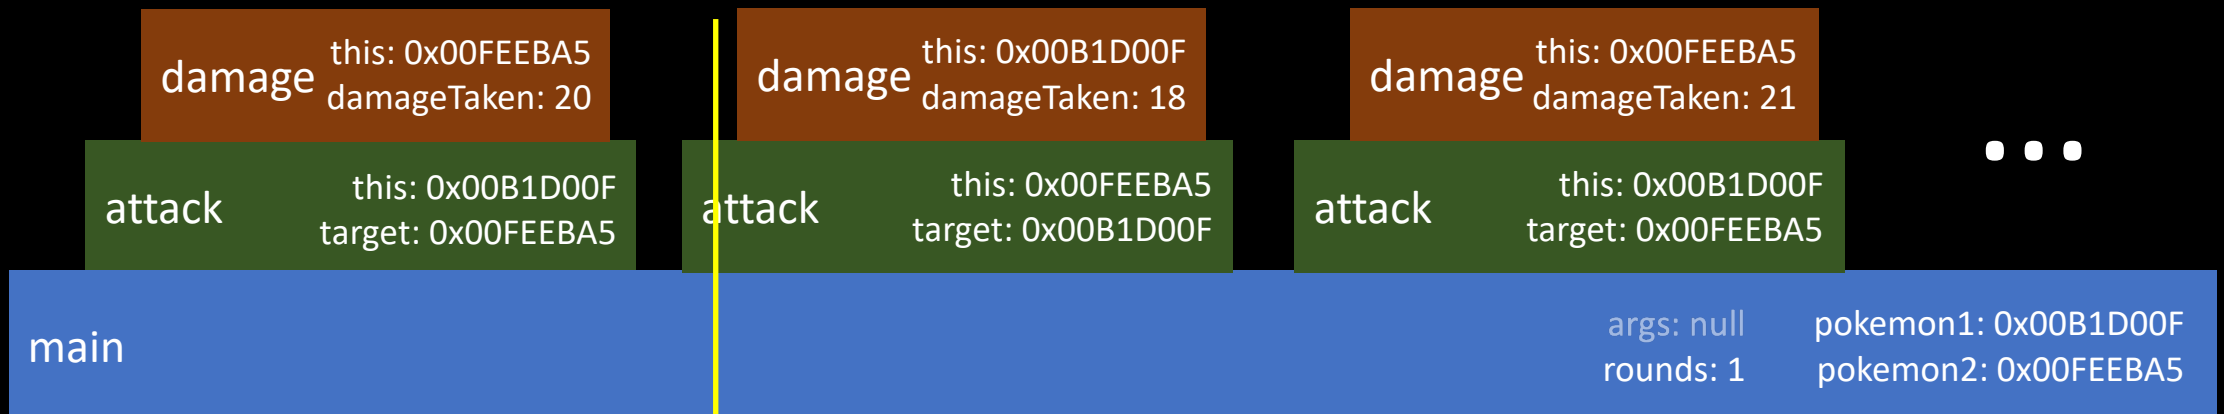 damage
this: 0x00FEEBA5
damageTaken: 20
damage
this: 0x00B1D00F
damageTaken: 18
damage
this: 0x00FEEBA5
damageTaken: 21
attack
this: 0x00B1D00F
target: 0x00FEEBA5
attack
this: 0x00FEEBA5
target: 0x00B1D00F
attack
this: 0x00B1D00F
target: 0x00FEEBA5
...
main
args: null
rounds: 1
pokemon1: 0x00B1D00F
pokemon2: 0x00FEEBA5